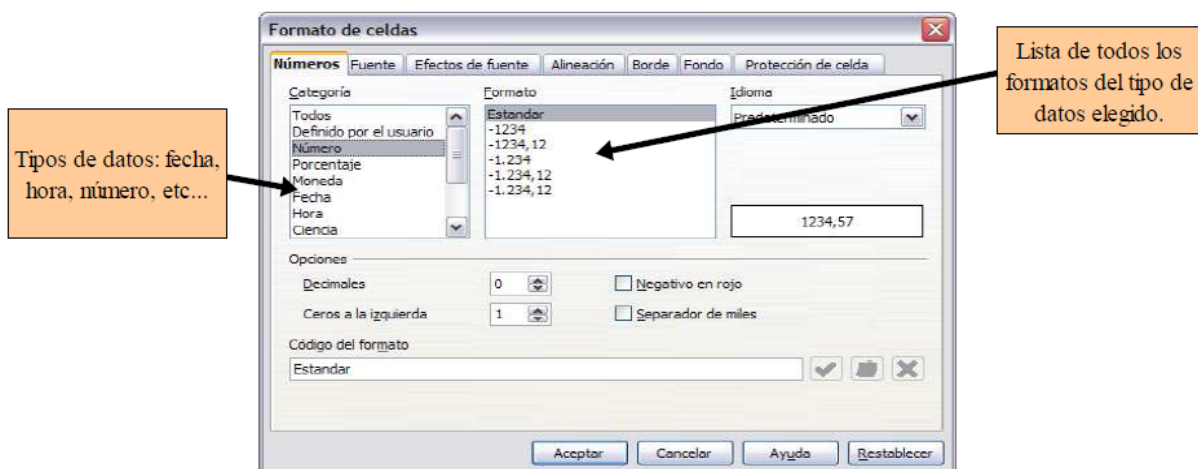 Formato de celdas
Números Fuente Efectos de fuente Alineación Borde Fondo Protección de celda
Categoría
Todos
Definido por el usuario
Número
Porcentaje
Moneda
Fecha
Hora
Ciencia
Formato
Estandar
-1234
-1234,12
-1.234
-1.234,12
-1.234,12
Idioma
Predeterminado
1234,57
Opciones
Decimales 0
Negativo en rojo
Ceros a la izquierda 1
Separador de miles
Código del formato
Estandar
Aceptar Cancelar Ayuda Restablecer
Tipos de datos: fecha,
hora, número, etc...
Lista de todos los
formatos del tipo de
datos elegido.